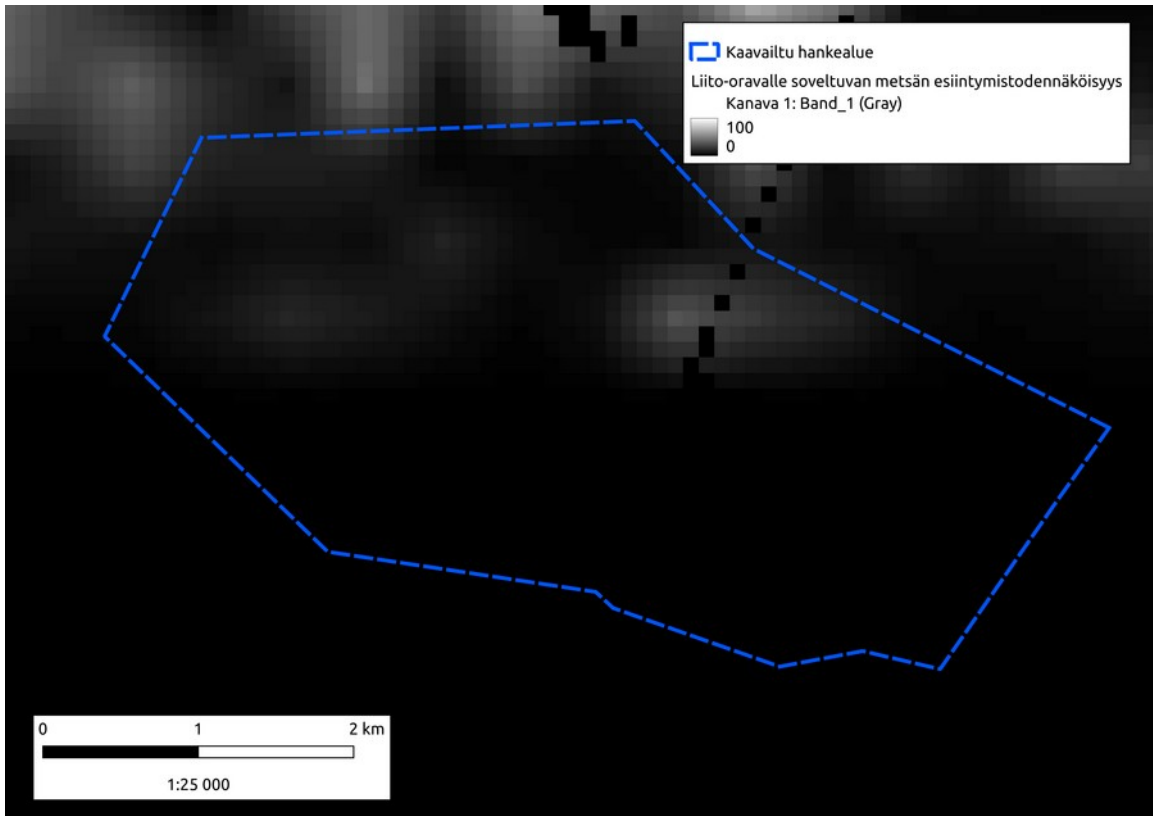 Kaavailtu hankealue
Liito-oravalle soveltuvan metsän esiintymistodennäköisyys
Kanava 1: Band_1 (Gray)
100
0
0 1 2 km
1:25 000